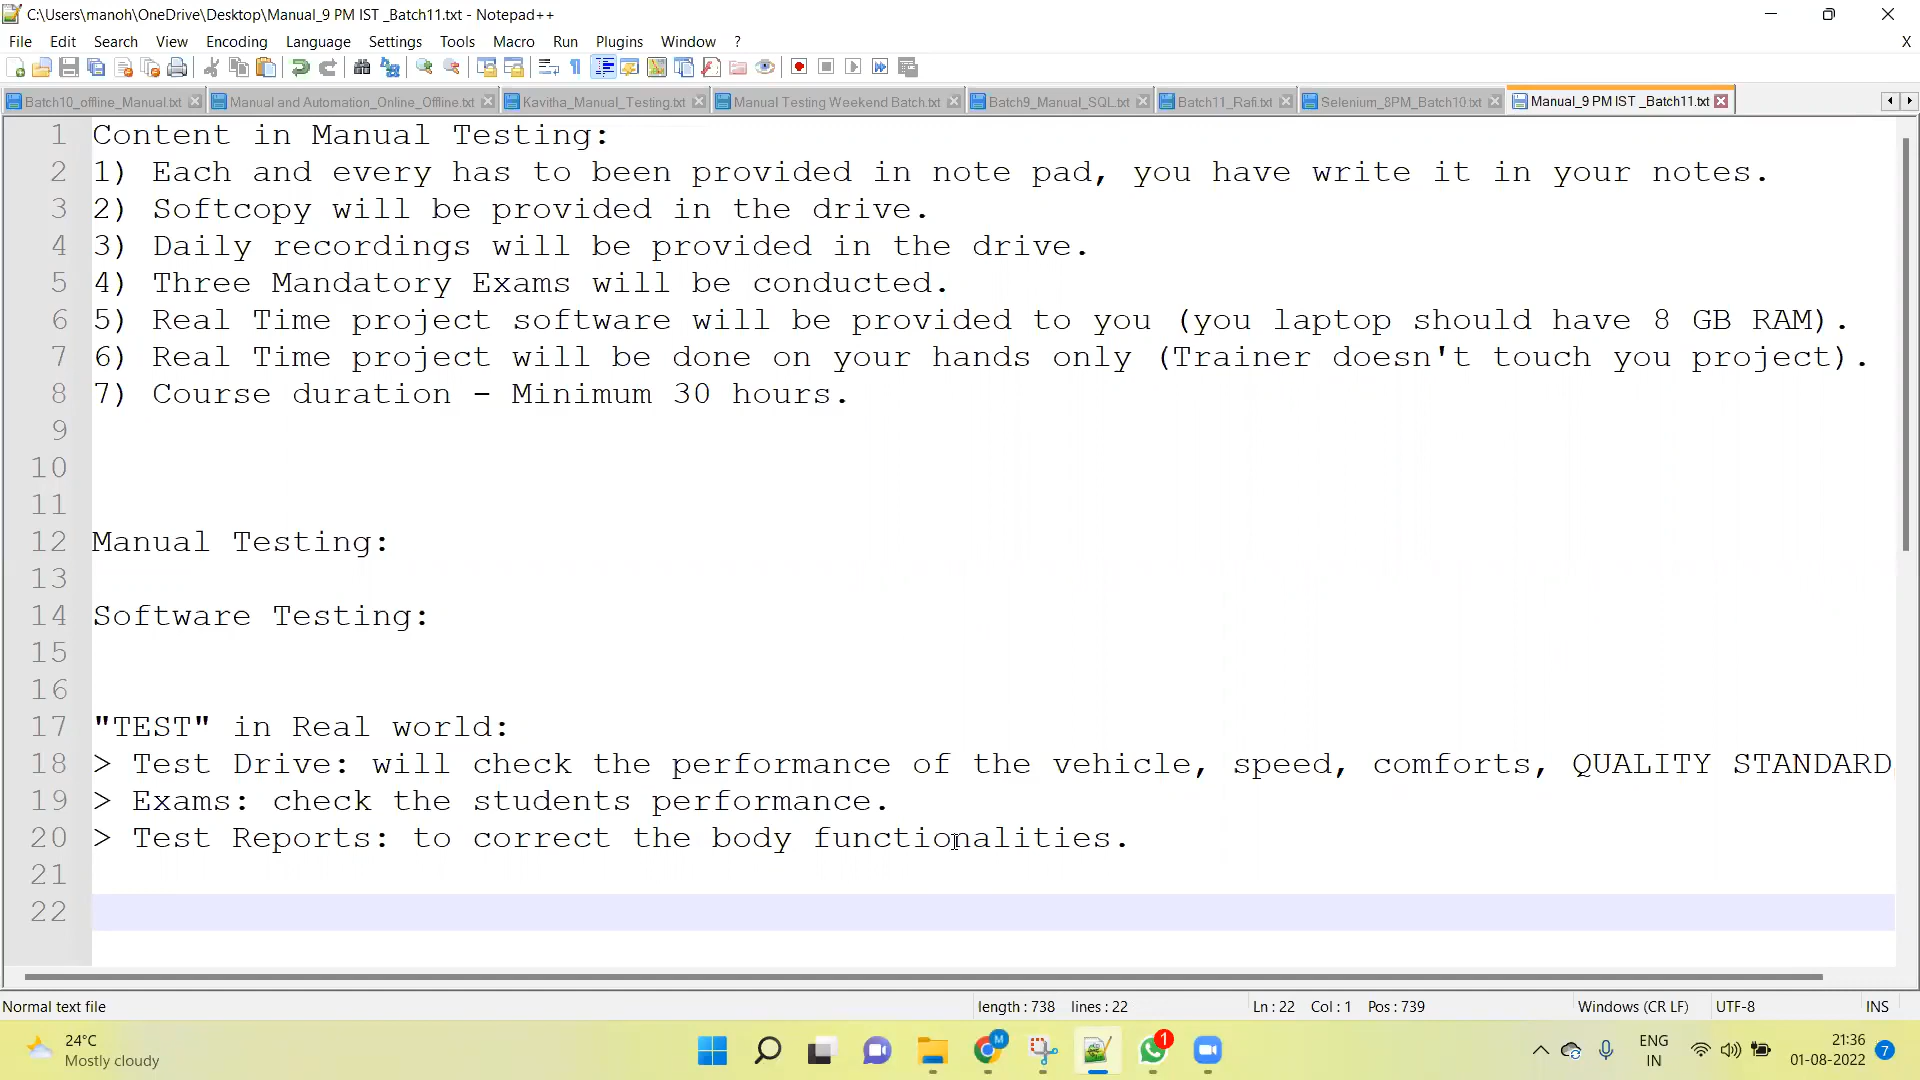 C:\Users\manoh\OneDrive\Desktop\Manual_9 PM IST _Batch11.txt - Notepad++
File Edit Search View Encoding Language Settings Tools Macro Run Plugins Window ? X
Batch10_offline_Manual.txt Manual and Automation_Online_Offline.txt Kavitha_Manual_Testing.txt Manual Testing Weekend Batch.txt Batch9_Manual_SQL.txt Batch11_Rafi.txt Selenium_8PM_Batch10.txt Manual_9 PM IST _Batch11.txt
1 Content in Manual Testing:
2 1) Each and every has to been provided in note pad, you have write it in your notes.
3 2) Softcopy will be provided in the drive.
4 3) Daily recordings will be provided in the drive.
5 4) Three Mandatory Exams will be conducted.
6 5) Real Time project software will be provided to you (you laptop should have 8 GB RAM).
7 6) Real Time project will be done on your hands only (Trainer doesn't touch you project).
8 7) Course duration - Minimum 30 hours.
9
10
11
12 Manual Testing:
13
14 Software Testing:
15
16
17 "TEST" in Real world:
18 > Test Drive: will check the performance of the vehicle, speed, comforts, QUALITY STANDARD
19 > Exams: check the students performance.
20 > Test Reports: to correct the body functionalities.
21
22
Normal text file length : 738 lines : 22 Ln : 22 Col : 1 Pos : 739 Windows (CR LF) UTF-8 INS
24°C
Mostly cloudy
M
1
ENG
IN
21:36
01-08-2022
7